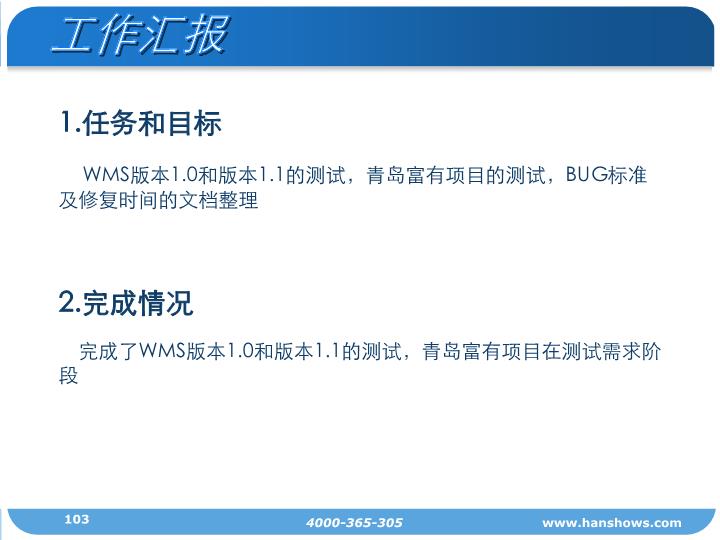 工作汇报
1.任务和目标
WMS版本1.0和版本1.1的测试，青岛富有项目的测试，BUG标准
及修复时间的文档整理
2.完成情况
完成了WMS版本1.0和版本1.1的测试，青岛富有项目在测试需求阶
段
103
4000-365-305
www.hanshows.com